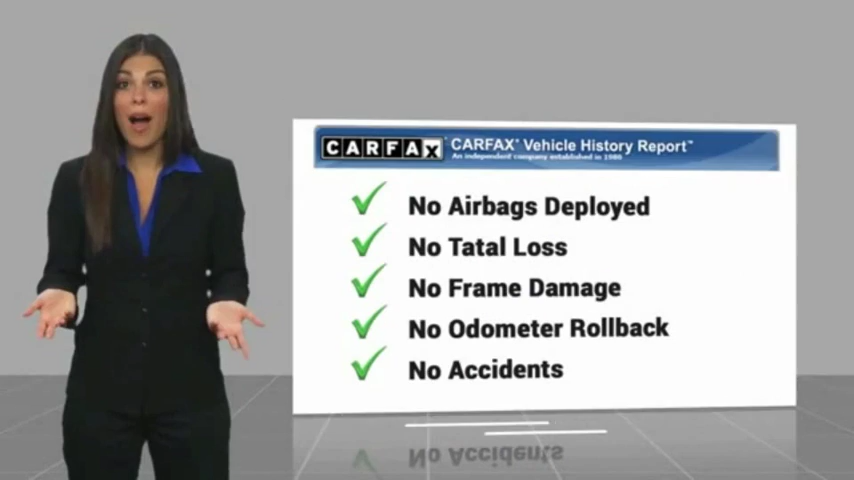 CARFAX CARFAX® Vehicle History Report™
An independent company established in 1986
No Airbags Deployed
No Tatal Loss
No Frame Damage
No Odometer Rollback
No Accidents
No Accidents